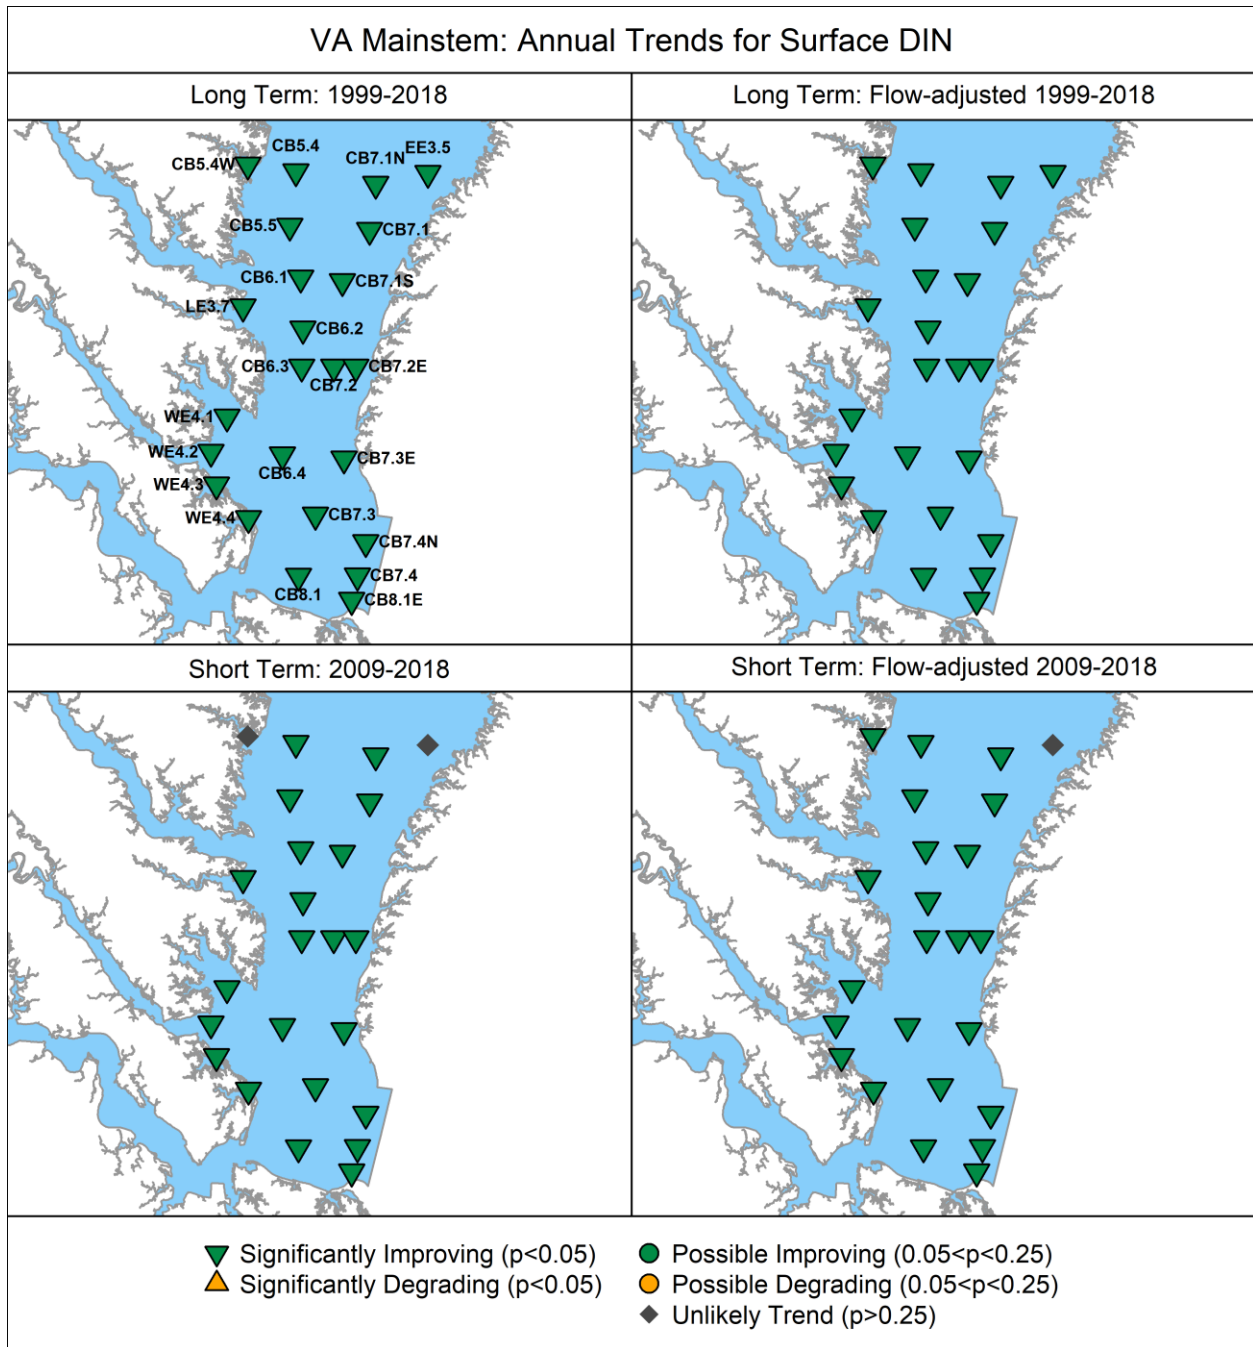 VA Mainstem: Annual Trends for Surface DIN
Long Term: 1999-2018
Long Term: Flow-adjusted 1999-2018
CB5.4W
CB5.4
CB7.1N
EE3.5
CB5.5
CB7.1
CB6.1
CB7.1S
LE3.7
CB6.2
CB6.3
CB7.2
CB7.2E
WE4.1
WE4.2
CB6.4
CB7.3E
WE4.3
WE4.4
CB7.3
CB7.4N
CB8.1
CB7.4
CB8.1E
Short Term: 2009-2018
Short Term: Flow-adjusted 2009-2018
Significantly Improving (p<0.05)
Significantly Degrading (p<0.05)
Possible Improving (0.05<p<0.25)
Possible Degrading (0.05<p<0.25)
Unlikely Trend (p>0.25)